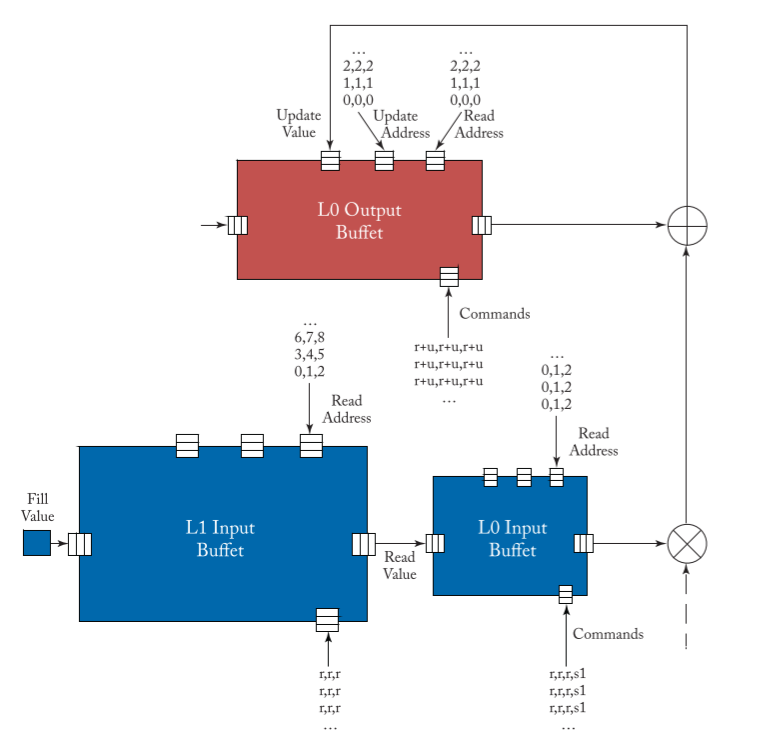 …
2,2,2
1,1,1
0,0,0
…
2,2,2
1,1,1
0,0,0
Update
Value
Update
Address
Read
Address
L0 Output
Buffet
Commands
r+u,r+u,r+u
r+u,r+u,r+u
r+u,r+u,r+u
…
…
6,7,8
3,4,5
0,1,2
Read
Address
…
0,1,2
0,1,2
0,1,2
Read
Address
Fill
Value
L1 Input
Buffet
Read
Value
L0 Input
Buffet
Commands
r,r,r
r,r,r
r,r,r
…
r,r,r,s1
r,r,r,s1
r,r,r,s1
…